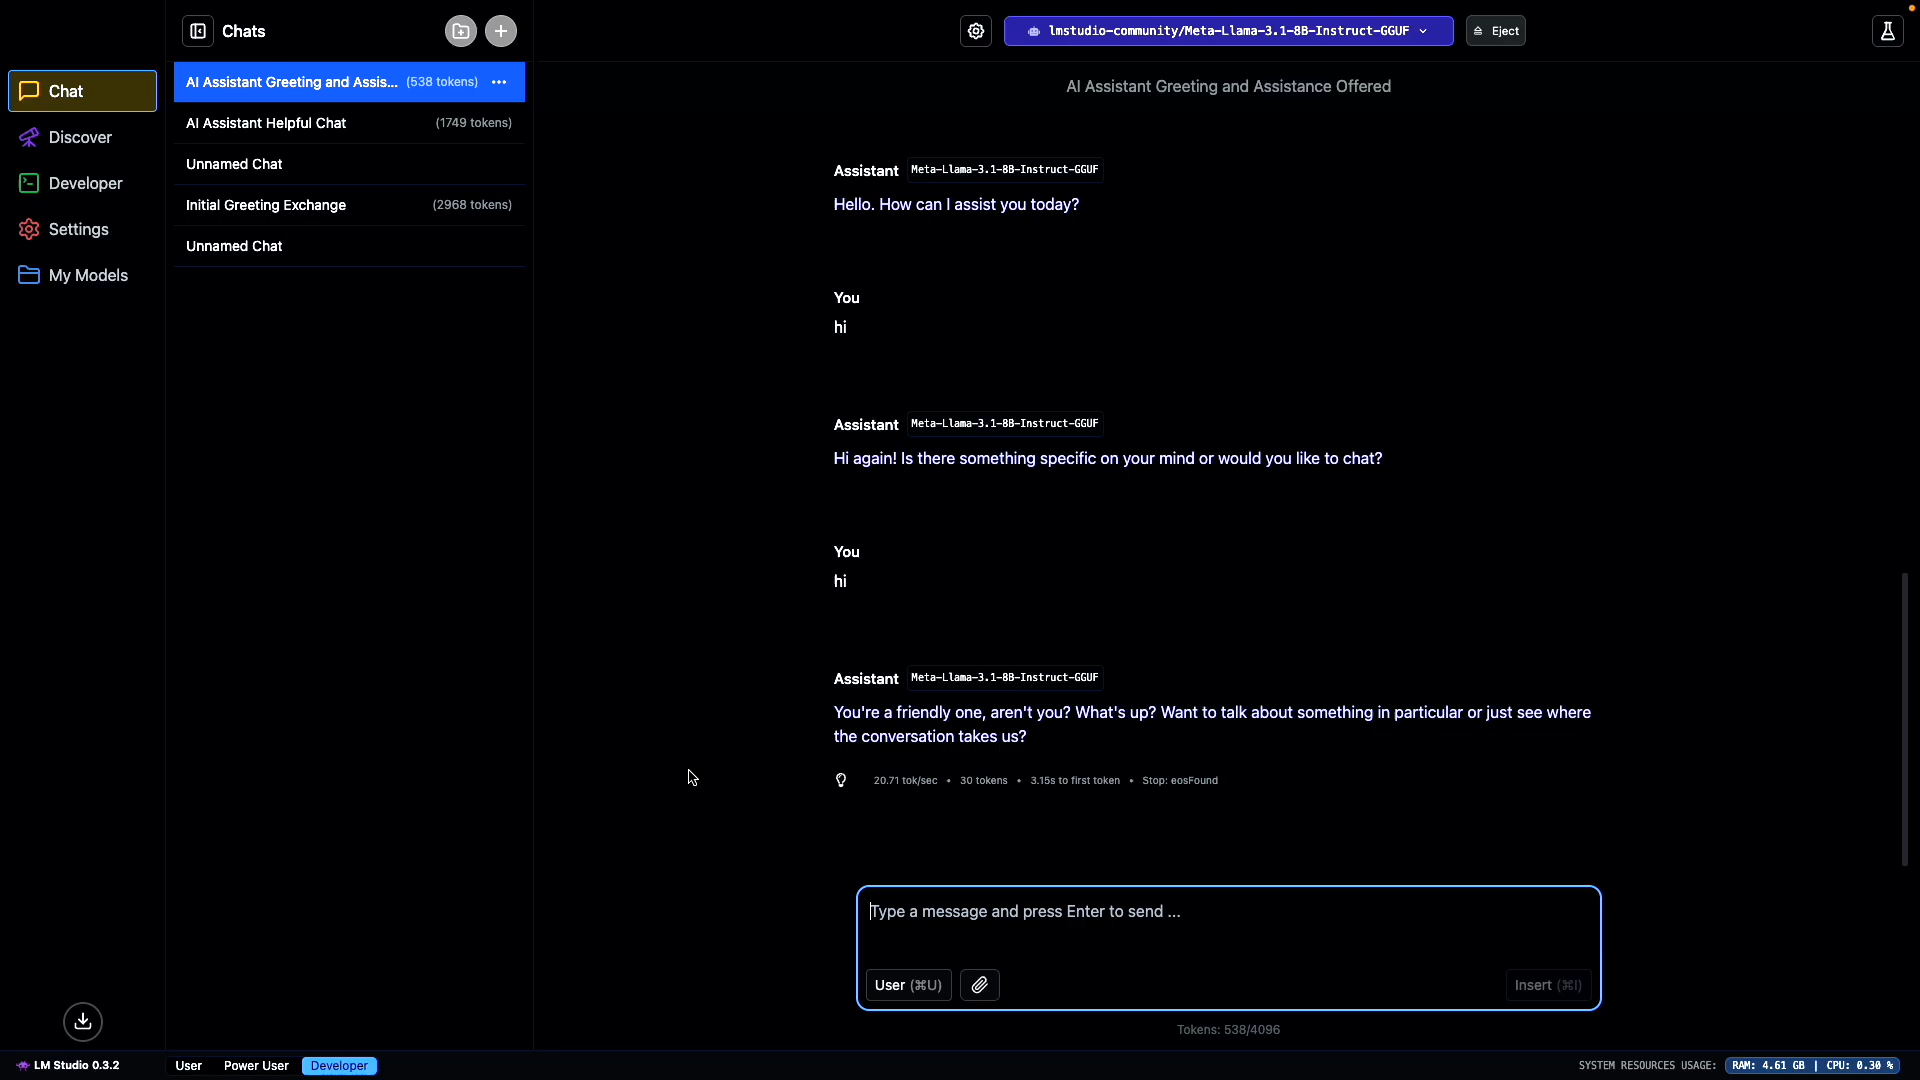 Chats
lmstudio-community/Meta-Llama-3.1-8B-Instruct-GGUF
Eject
Chat
Discover
Developer
Settings
My Models
AI Assistant Greeting and Assis... (538 tokens)
AI Assistant Helpful Chat (1749 tokens)
Unnamed Chat
Initial Greeting Exchange (2968 tokens)
Unnamed Chat
AI Assistant Greeting and Assistance Offered
Assistant Meta-Llama-3.1-8B-Instruct-GGUF
Hello. How can I assist you today?
You
hi
Assistant Meta-Llama-3.1-8B-Instruct-GGUF
Hi again! Is there something specific on your mind or would you like to chat?
You
hi
Assistant Meta-Llama-3.1-8B-Instruct-GGUF
You're a friendly one, aren't you? What's up? Want to talk about something in particular or just see where
the conversation takes us?
20.71 tok/sec • 30 tokens • 3.15s to first token • Stop: eosFound
Type a message and press Enter to send ...
User (⌘U)
Insert (⌘I)
Tokens: 538/4096
LM Studio 0.3.2
User Power User Developer
SYSTEM RESOURCES USAGE: RAM: 4.61 GB | CPU: 0.30 %